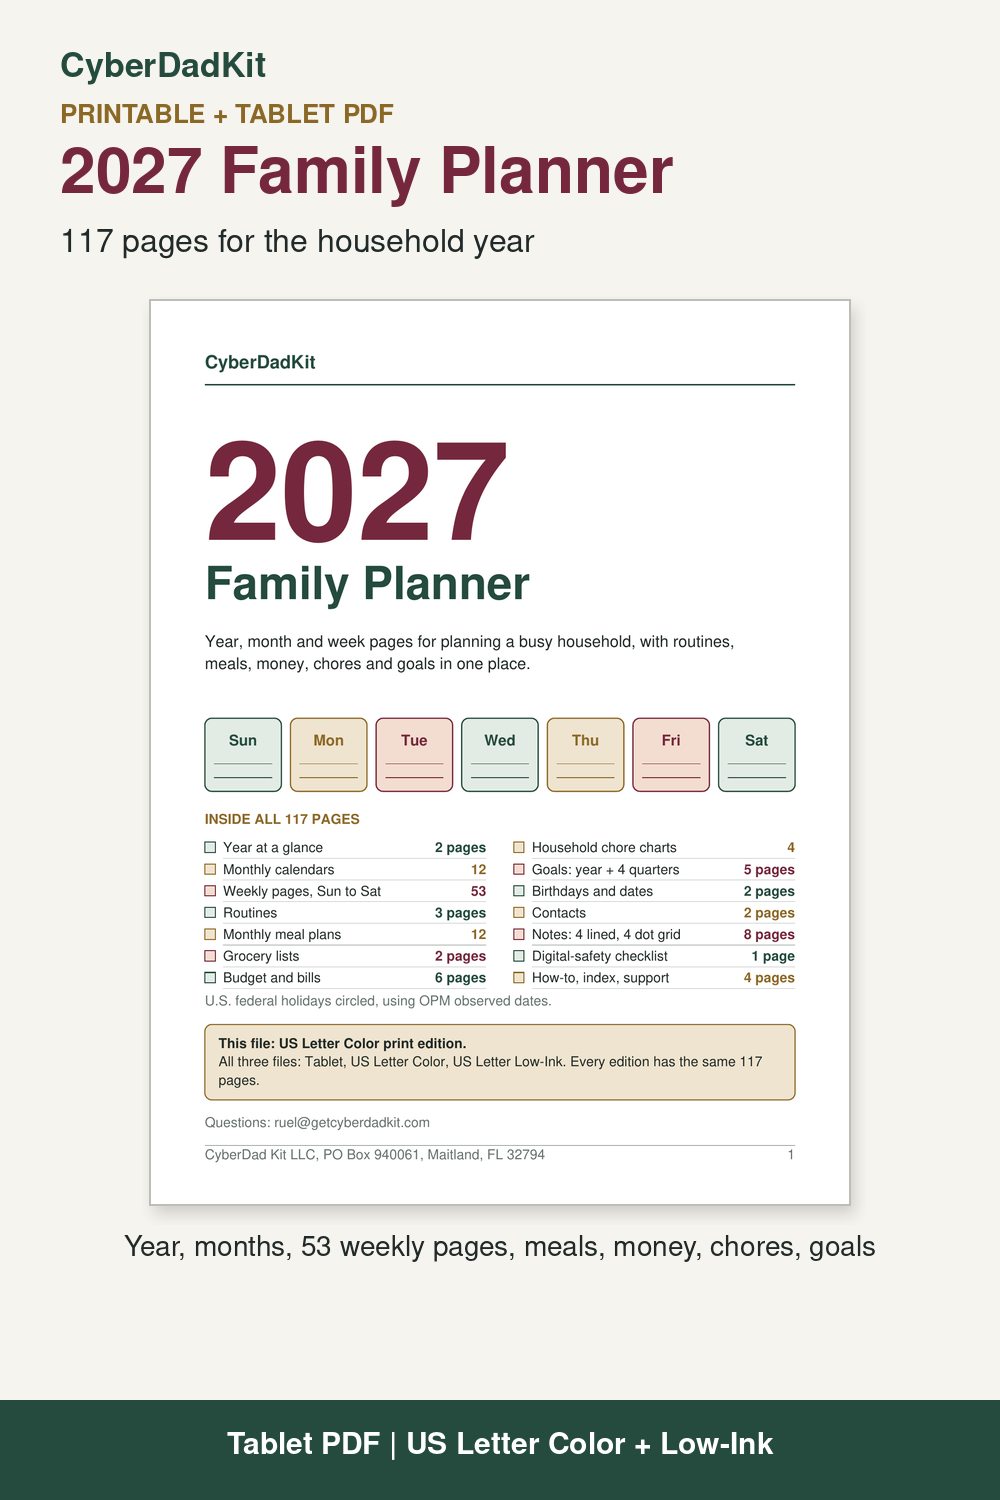 CyberDadKit
PRINTABLE + TABLET PDF
2027 Family Planner
117 pages for the household year
CyberDadKit
2027
Family Planner
Year, month and week pages for planning a busy household, with routines,
meals, money, chores and goals in one place.
Sun Mon Tue Wed Thu Fri Sat
INSIDE ALL 117 PAGES
Year at a glance 2 pages
Monthly calendars 12
Weekly pages, Sun to Sat 53
Routines 3 pages
Monthly meal plans 12
Grocery lists 2 pages
Budget and bills 6 pages
Household chore charts 4
Goals: year + 4 quarters 5 pages
Birthdays and dates 2 pages
Contacts 2 pages
Notes: 4 lined, 4 dot grid 8 pages
Digital-safety checklist 1 page
How-to, index, support 4 pages
U.S. federal holidays circled, using OPM observed dates.
This file: US Letter Color print edition.
All three files: Tablet, US Letter Color, US Letter Low-Ink. Every edition has the same 117
pages.
Questions: ruel@getcyberdadkit.com
CyberDad Kit LLC, PO Box 940061, Maitland, FL 32794 1
Year, months, 53 weekly pages, meals, money, chores, goals
Tablet PDF | US Letter Color + Low-Ink